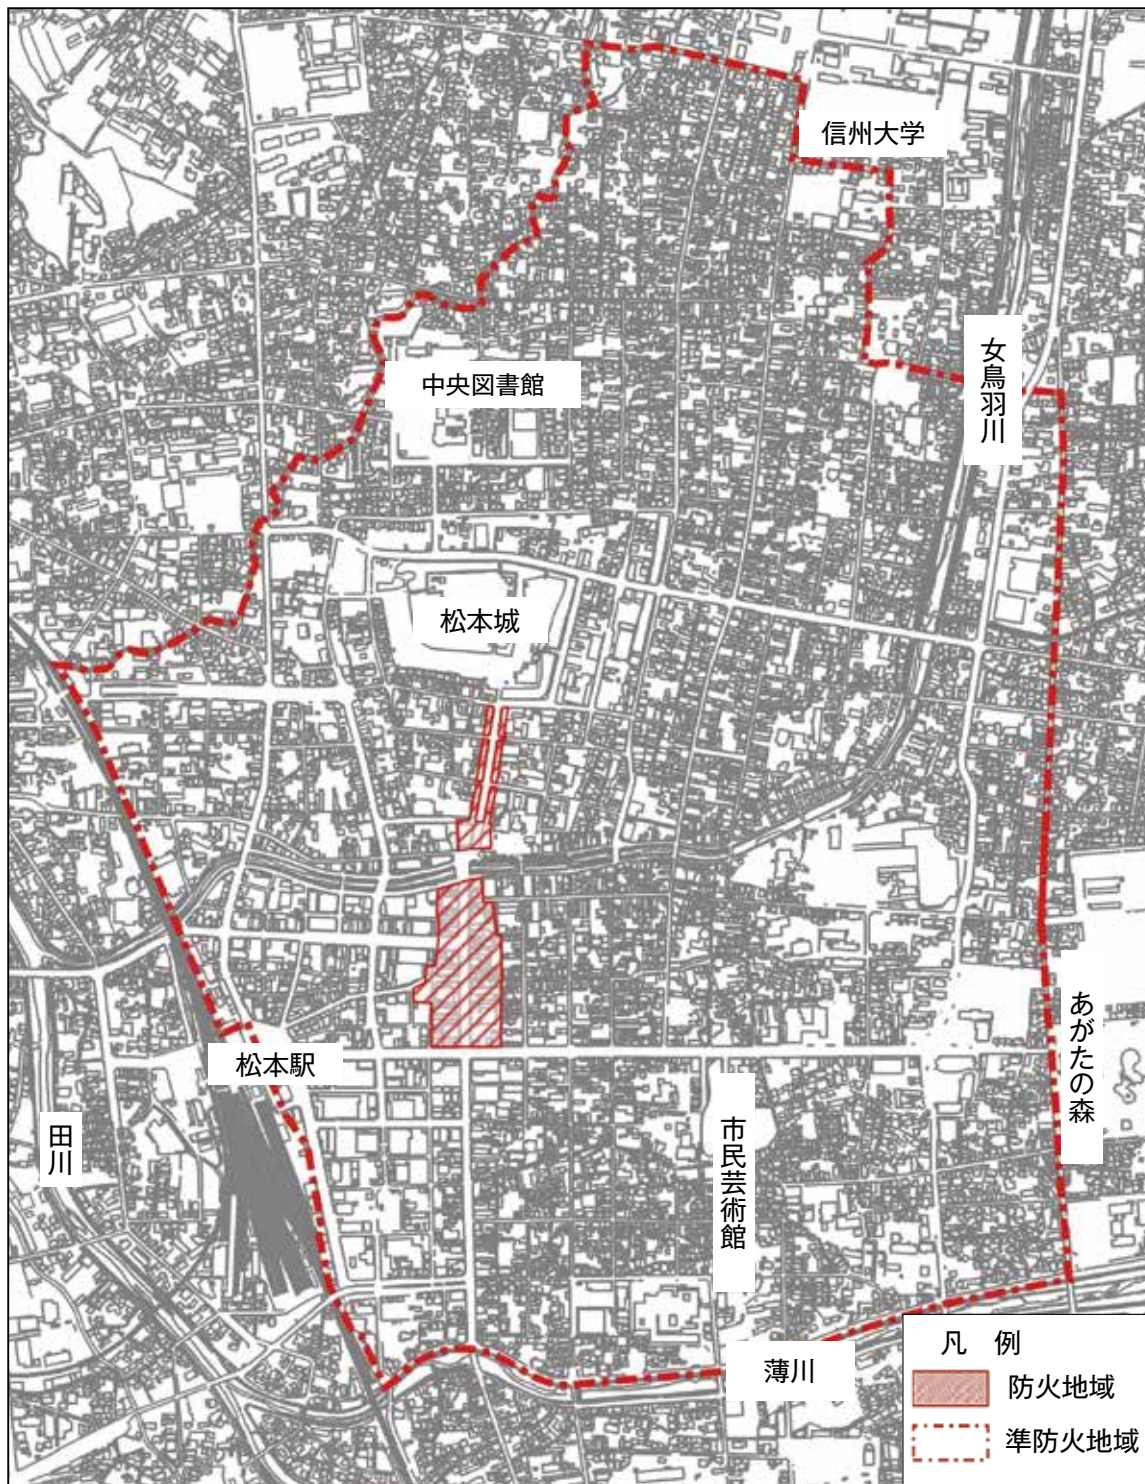 信州大学
女鳥羽川
中央図書館
松本城
松本駅
あがたの森
田川
市民芸術館
薄川
凡 例
防火地域
準防火地域